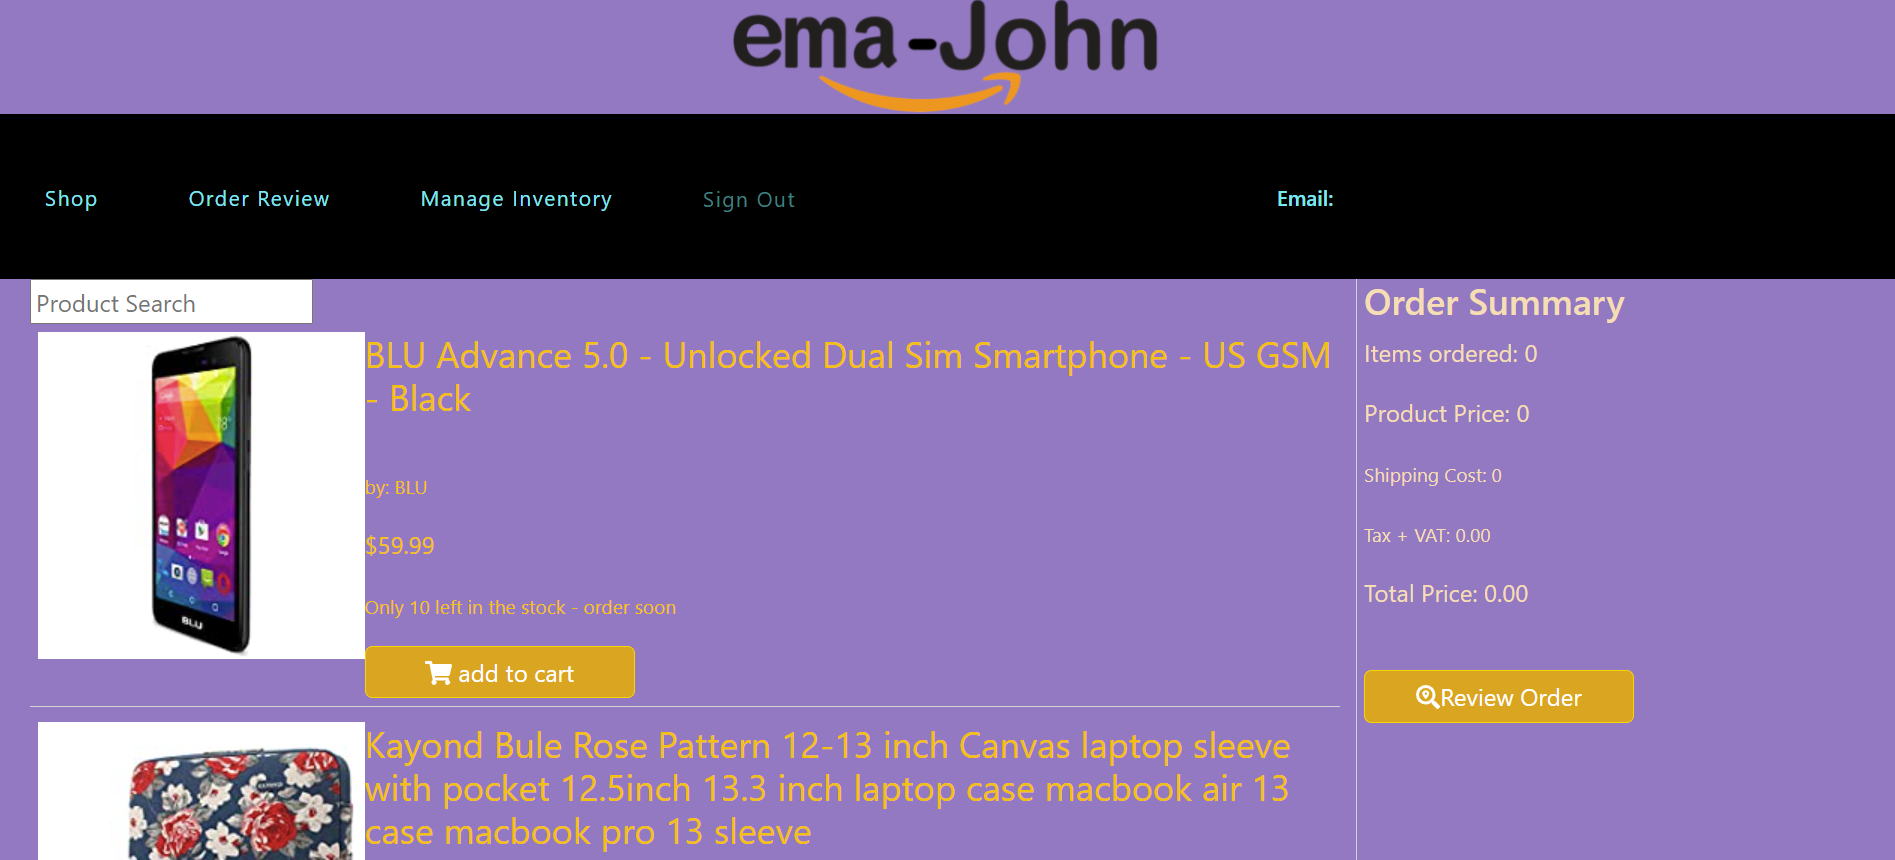 ema-John
Shop
Order Review
Manage Inventory
Sign Out
Email:
Product Search
BLU Advance 5.0 - Unlocked Dual Sim Smartphone - US GSM
- Black
by: BLU
$59.99
Only 10 left in the stock - order soon
add to cart
BLU
Kayond Bule Rose Pattern 12-13 inch Canvas laptop sleeve
with pocket 12.5inch 13.3 inch laptop case macbook air 13
case macbook pro 13 sleeve
Order Summary
Items ordered: 0
Product Price: 0
Shipping Cost: 0
Tax + VAT: 0.00
Total Price: 0.00
Review Order